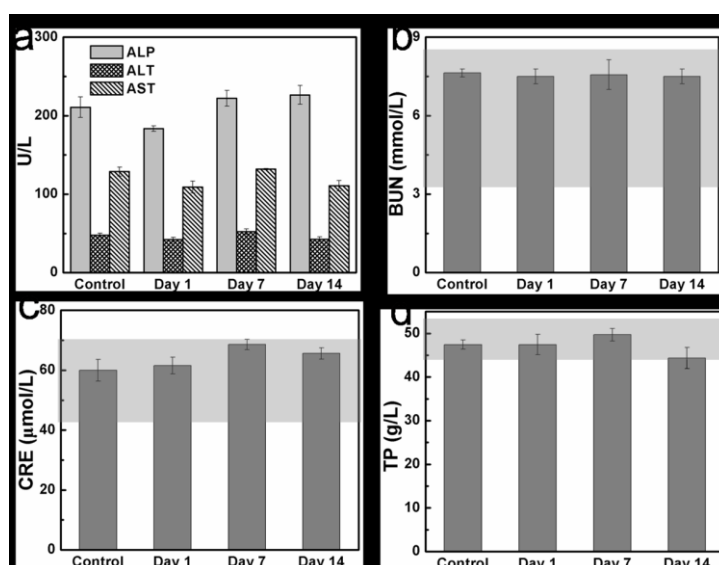 a
300
200
100
0
U/L
ALP
ALT
AST
Control Day 1 Day 7 Day 14
b
9
6
3
0
BUN (mmol/L)
Control Day 1 Day 7 Day 14
c
80
60
40
20
0
CRE (μmol/L)
Control Day 1 Day 7 Day 14
d
50
40
30
20
10
0
TP (g/L)
Control Day 1 Day 7 Day 14